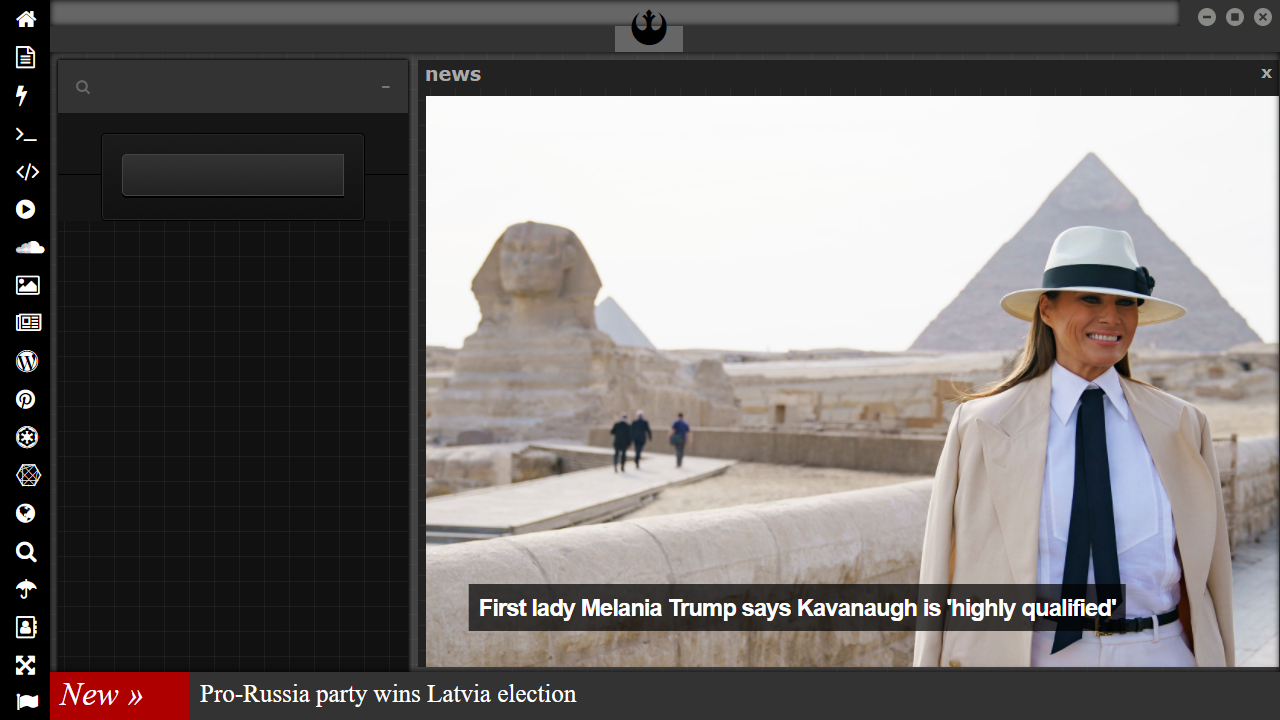 news
x
First lady Melania Trump says Kavanaugh is 'highly qualified'
New » Pro-Russia party wins Latvia election